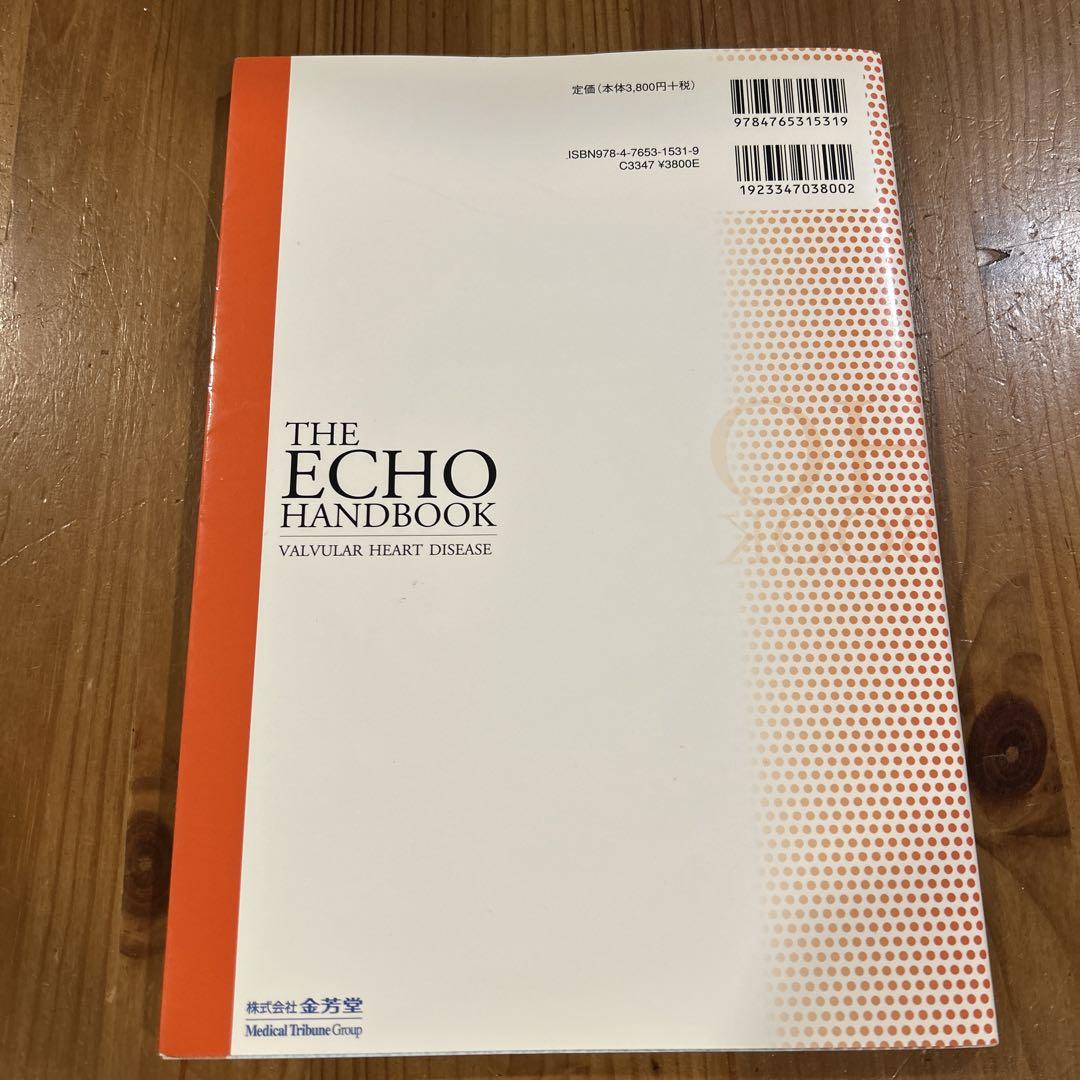 定価(本体3,800円+税)
9784765315319
ISBN978-4-7653-1531-9
C3347 ¥3800E
1923347038002
THE
ECHO
HANDBOOK
VALVULAR HEART DISEASE
株式会社 金芳堂
Medical Tribune Group